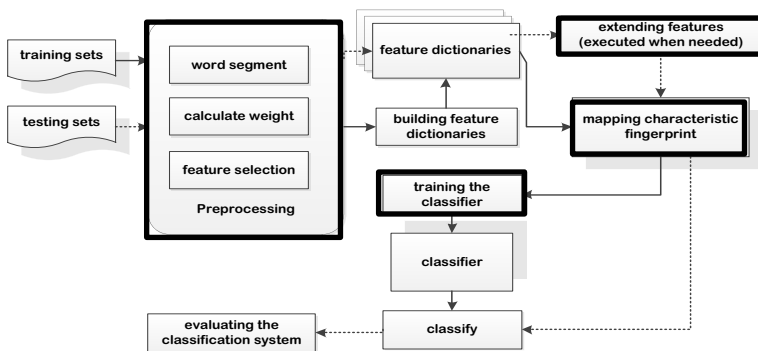 training sets
testing sets
word segment
calculate weight
feature selection
Preprocessing
feature dictionaries
building feature
dictionaries
extending features
(executed when needed)
mapping characteristic
fingerprint
training the
classifier
classifier
classify
evaluating the
classification system